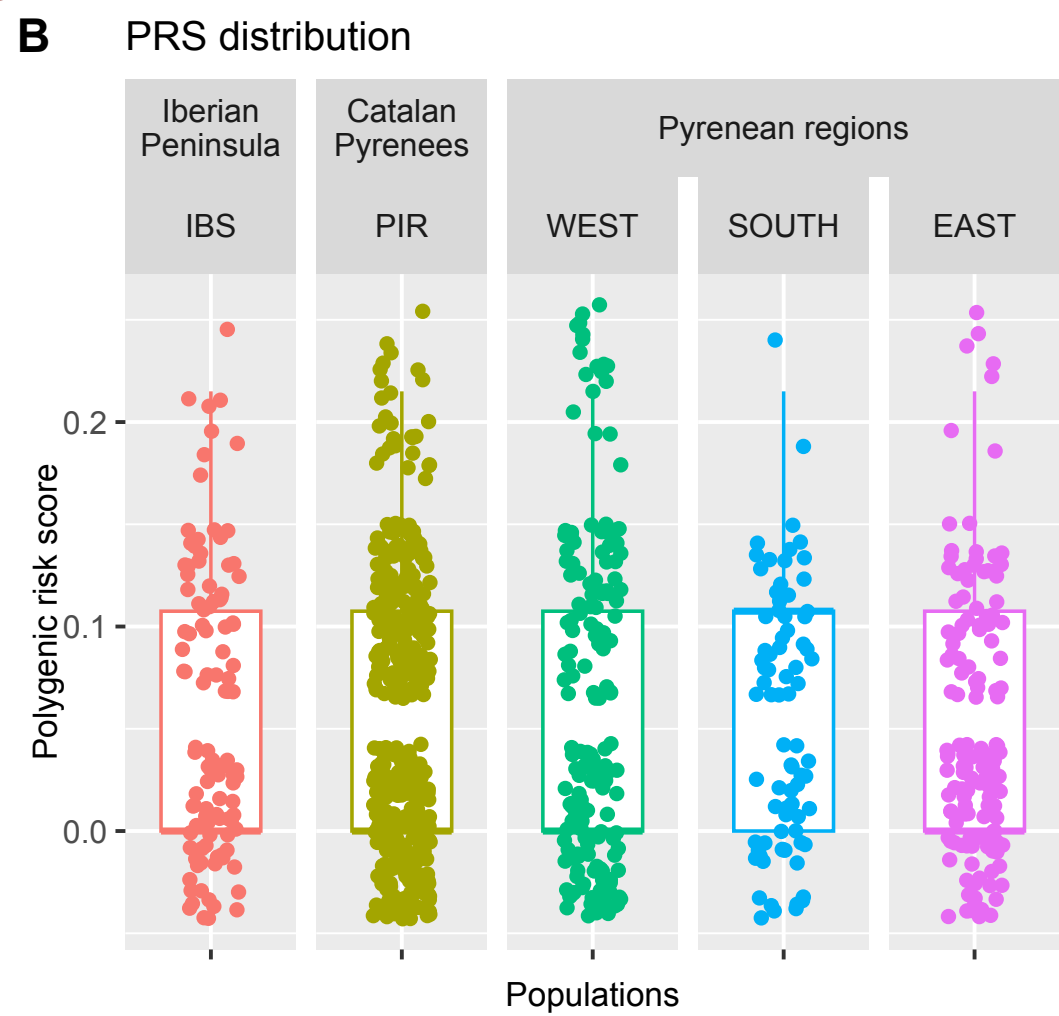 B PRS distribution
Iberian
Peninsula
Catalan
Pyrenees
Pyrenean regions
IBS
PIR
WEST
SOUTH
EAST
Polygenic risk score
0.2
0.1
0.0
Populations